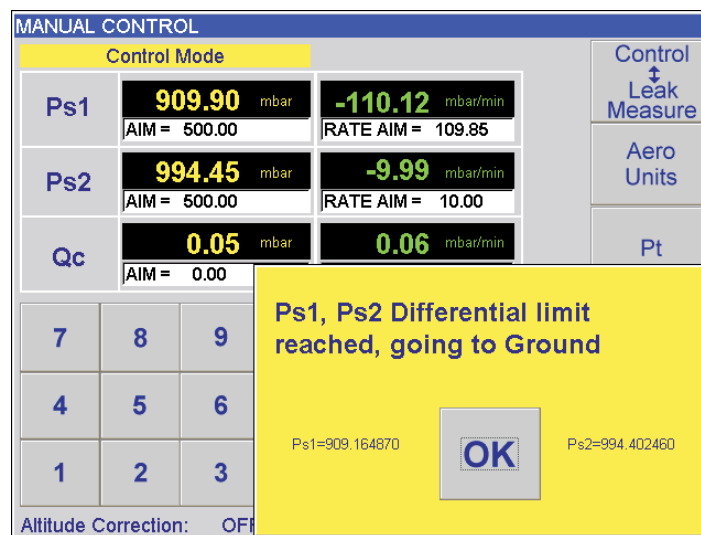 MANUAL CONTROL
Control Mode
Control
Leak
Measure
Ps1
909.90 mbar
-110.12 mbar/min
AIM = 500.00
RATE AIM = 109.85
Aero
Units
Ps2
994.45 mbar
-9.99 mbar/min
AIM = 500.00
RATE AIM = 10.00
Qc
0.05 mbar
0.06 mbar/min
Pt
AIM = 0.00
Ps1, Ps2 Differential limit
reached, going to Ground
7 8 9
4 5 6
Ps1=909.164870
OK
Ps2=994.402460
1 2 3
Altitude Correction: